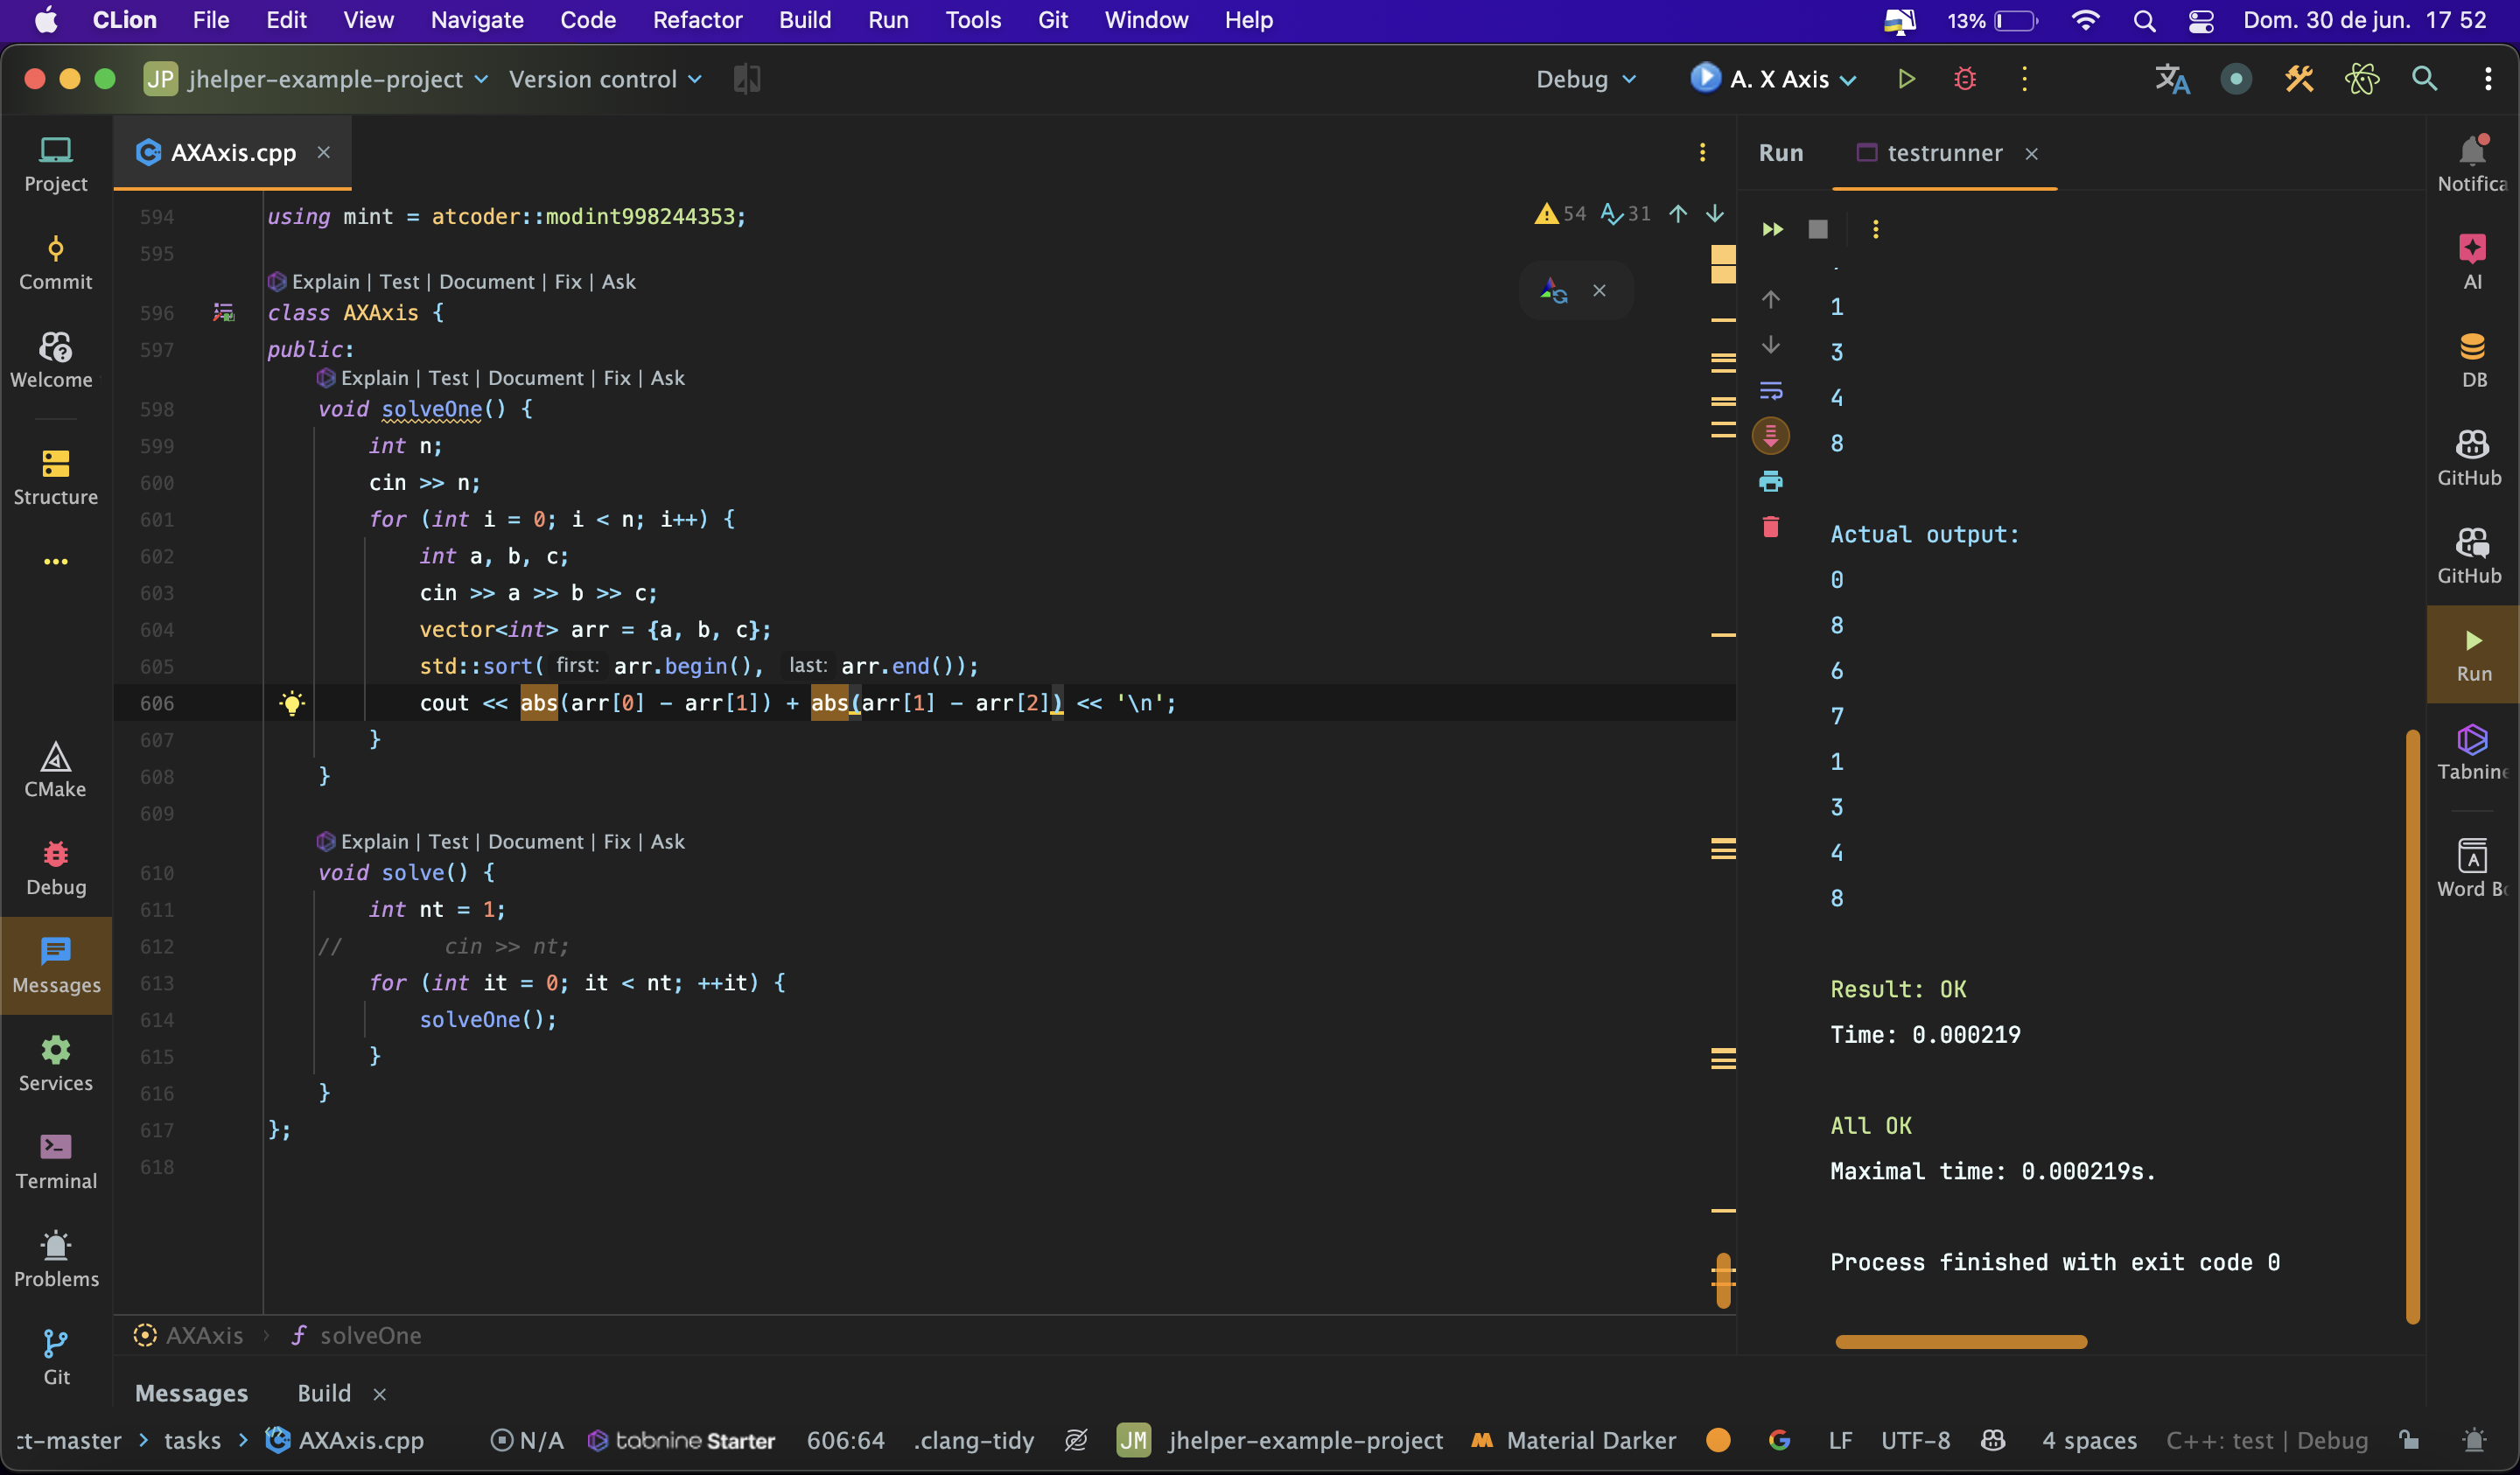 CLion File Edit View Navigate Code Refactor Build Run Tools Git Window Help 13% Dom. 30 de jun. 17 52
JP jhelper-example-project Version control Debug A. X Axis
Project
Commit
Welcome
Structure
CMake
Debug
Messages
Services
Terminal
Problems
Git
AXAxis.cpp
54 31
594 using mint = atcoder::modint998244353;
595
Explain | Test | Document | Fix | Ask
596 class AXAxis {
597 public:
Explain | Test | Document | Fix | Ask
598 void solveOne() {
599 int n;
600 cin >> n;
601 for (int i = 0; i < n; i++) {
602 int a, b, c;
603 cin >> a >> b >> c;
604 vector<int> arr = {a, b, c};
605 std::sort( first: arr.begin(), last: arr.end());
606 cout << abs(arr[0] - arr[1]) + abs(arr[1] - arr[2]) << '\n';
607 }
608 }
609
Explain | Test | Document | Fix | Ask
610 void solve() {
611 int nt = 1;
612 // cin >> nt;
613 for (int it = 0; it < nt; ++it) {
614 solveOne();
615 }
616 }
617 };
618
AXAxis › f solveOne
Run testrunner
1
3
4
8
Actual output:
0
8
6
7
1
3
4
8
Result: OK
Time: 0.000219
All OK
Maximal time: 0.000219s.
Process finished with exit code 0
Notifica
AI
DB
GitHub
GitHub
Run
Tabnine
Word B
Messages Build
ct-master › tasks › AXAxis.cpp N/A tabnine Starter 606:64 .clang-tidy JM jhelper-example-project Material Darker LF UTF-8 4 spaces C++: test | Debug